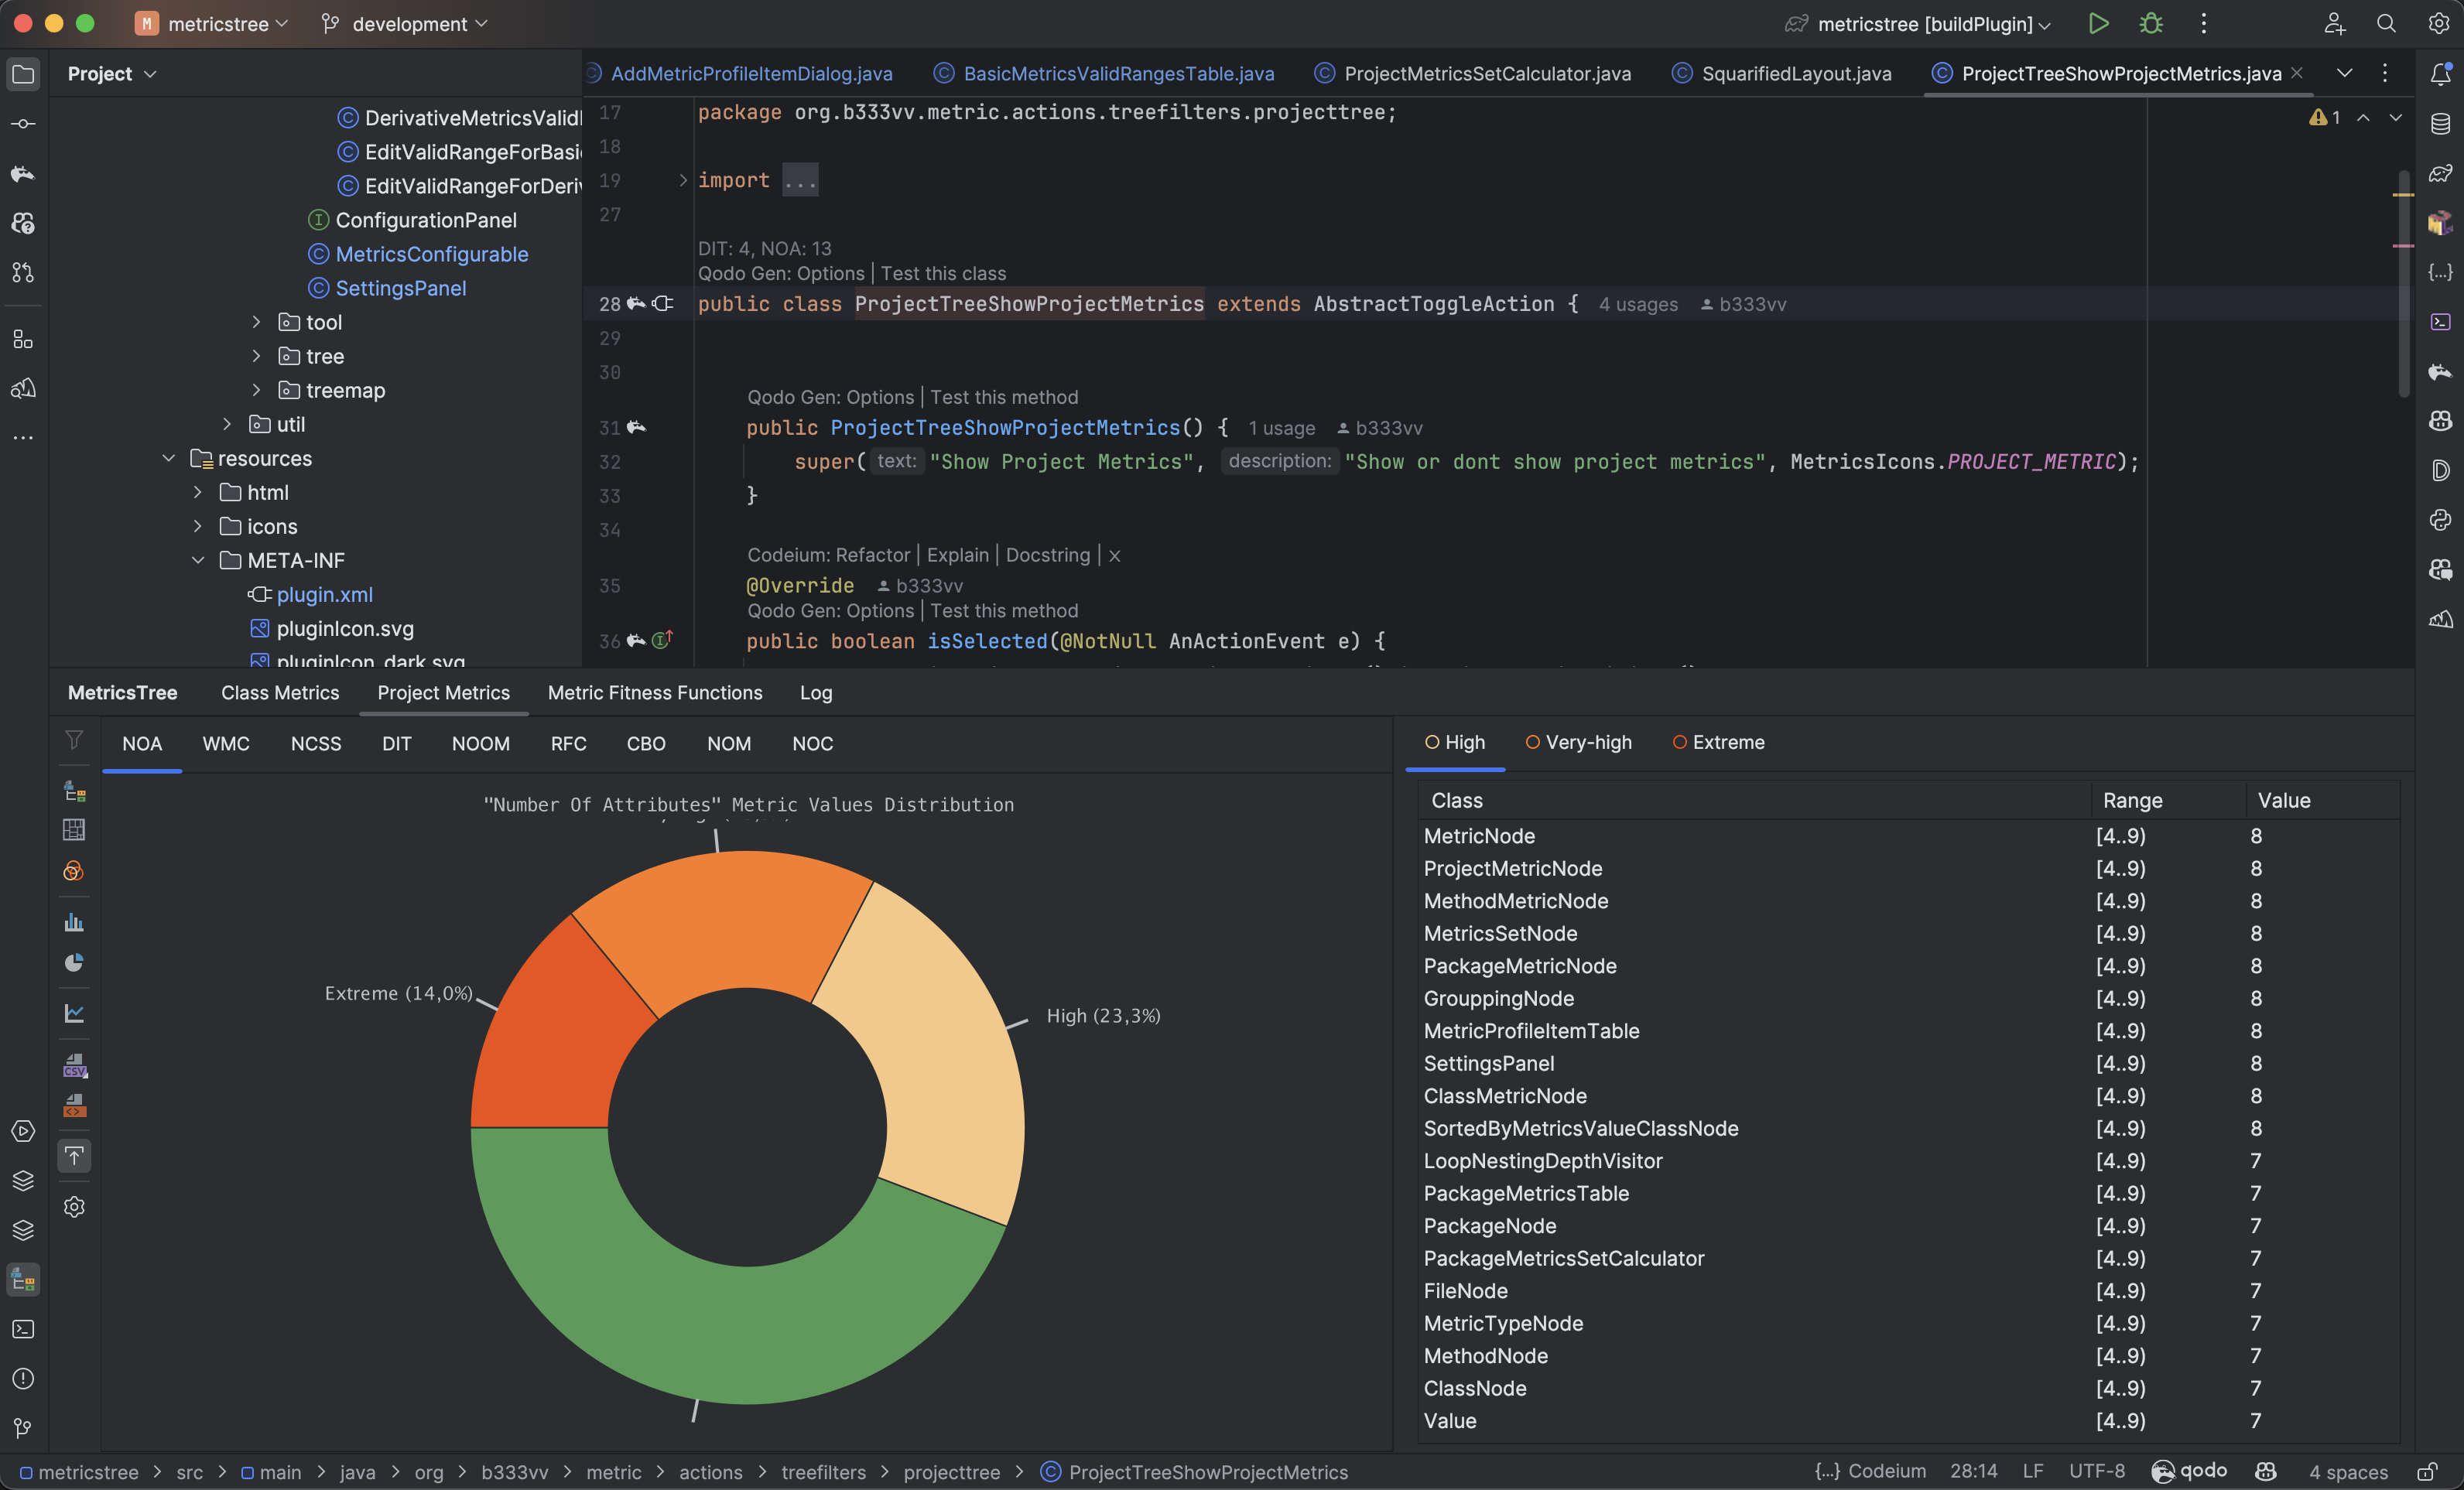 M metricstree development metricstree [buildPlugin]
Project
AddMetricProfileItemDialog.java BasicMetricsValidRangesTable.java ProjectMetricsSetCalculator.java SquarifiedLayout.java ProjectTreeShowProjectMetrics.java
DerivativeMetricsValid
EditValidRangeForBasi
EditValidRangeForDeri
ConfigurationPanel
MetricsConfigurable
SettingsPanel
tool
tree
treemap
util
resources
html
icons
META-INF
plugin.xml
pluginIcon.svg
pluginIcon_dark.svg
17 package org.b333vv.metric.actions.treefilters.projecttree;
1
18
19 import ...
27
DIT: 4, NOA: 13
Qodo Gen: Options | Test this class
28 public class ProjectTreeShowProjectMetrics extends AbstractToggleAction { 4 usages b333vv
29
30
Qodo Gen: Options | Test this method
31 public ProjectTreeShowProjectMetrics() { 1 usage b333vv
32 super( text: "Show Project Metrics", description: "Show or dont show project metrics", MetricsIcons.PROJECT_METRIC);
33 }
34
Codeium: Refactor | Explain | Docstring | X
35 @Override b333vv
Qodo Gen: Options | Test this method
36 public boolean isSelected(@NotNull AnActionEvent e) {
MetricsTree Class Metrics Project Metrics Metric Fitness Functions Log
NOA WMC NCSS DIT NOOM RFC CBO NOM NOC
"Number Of Attributes" Metric Values Distribution
Extreme (14,0%)
High (23,3%)
CSV
High Very-high Extreme
Class Range Value
MetricNode [4..9) 8
ProjectMetricNode [4..9) 8
MethodMetricNode [4..9) 8
MetricsSetNode [4..9) 8
PackageMetricNode [4..9) 8
GrouppingNode [4..9) 8
MetricProfileItemTable [4..9) 8
SettingsPanel [4..9) 8
ClassMetricNode [4..9) 8
SortedByMetricsValueClassNode [4..9) 8
LoopNestingDepthVisitor [4..9) 7
PackageMetricsTable [4..9) 7
PackageNode [4..9) 7
PackageMetricsSetCalculator [4..9) 7
FileNode [4..9) 7
MetricTypeNode [4..9) 7
MethodNode [4..9) 7
ClassNode [4..9) 7
Value [4..9) 7
metricstree > src > main > java > org > b333vv > metric > actions > treefilters > projecttree > ProjectTreeShowProjectMetrics
{...} Codeium 28:14 LF UTF-8 qodo 4 spaces